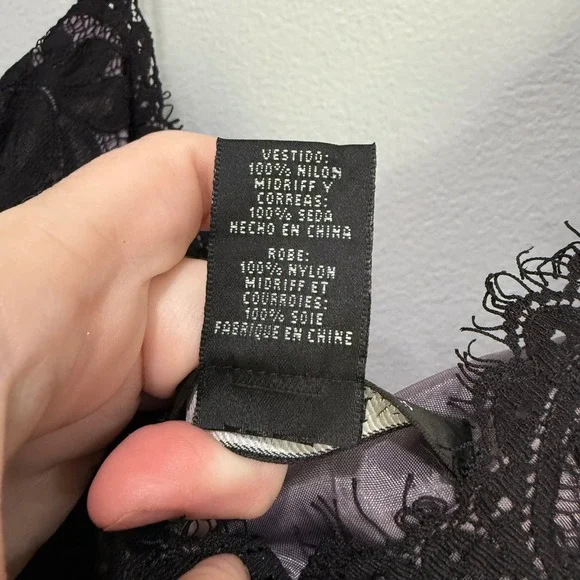 VESTIDO:
100% NILON
MIDRIFF Y
CORREAS:
100% SEDA
HECHO EN CHINA
ROBE:
100% NYLON
MIDRIFF ET
COURROIES:
100% SOIE
FABRIQUE EN CHINE